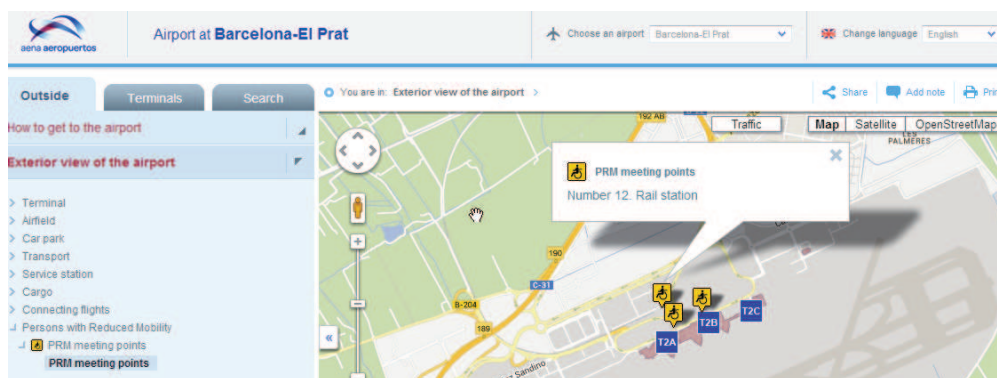 aena aeropuertos
Airport at Barcelona-El Prat
Choose an airport Barcelona-El Prat
Change language English
Outside
Terminals
Search
You are in: Exterior view of the airport >
Share
Add note
Prin
How to get to the airport
Exterior view of the airport
> Terminal
> Airfield
> Car park
> Transport
> Service station
> Cargo
> Connecting flights
Persons with Reduced Mobility
PRM meeting points
PRM meeting points
192 AB
Traffic
Map Satellite OpenStreetMap
LES
PALMERES
PRM meeting points
Number 12. Rail station
190
C-31
B-204
189
T2A
T2B
T2C
Sandino